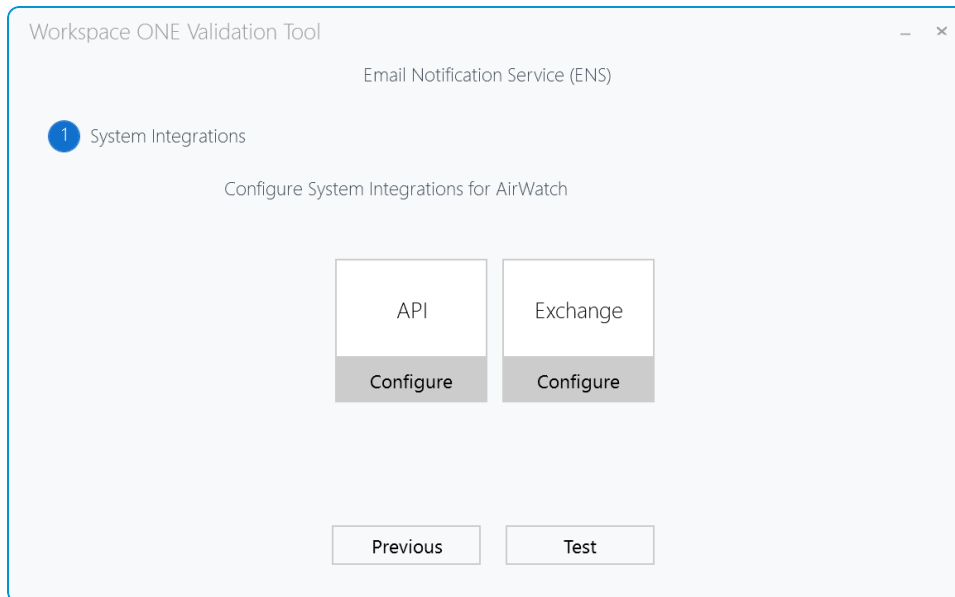 Workspace ONE Validation Tool
Email Notification Service (ENS)
1 System Integrations
Configure System Integrations for AirWatch
API Exchange
Configure Configure
Previous Test